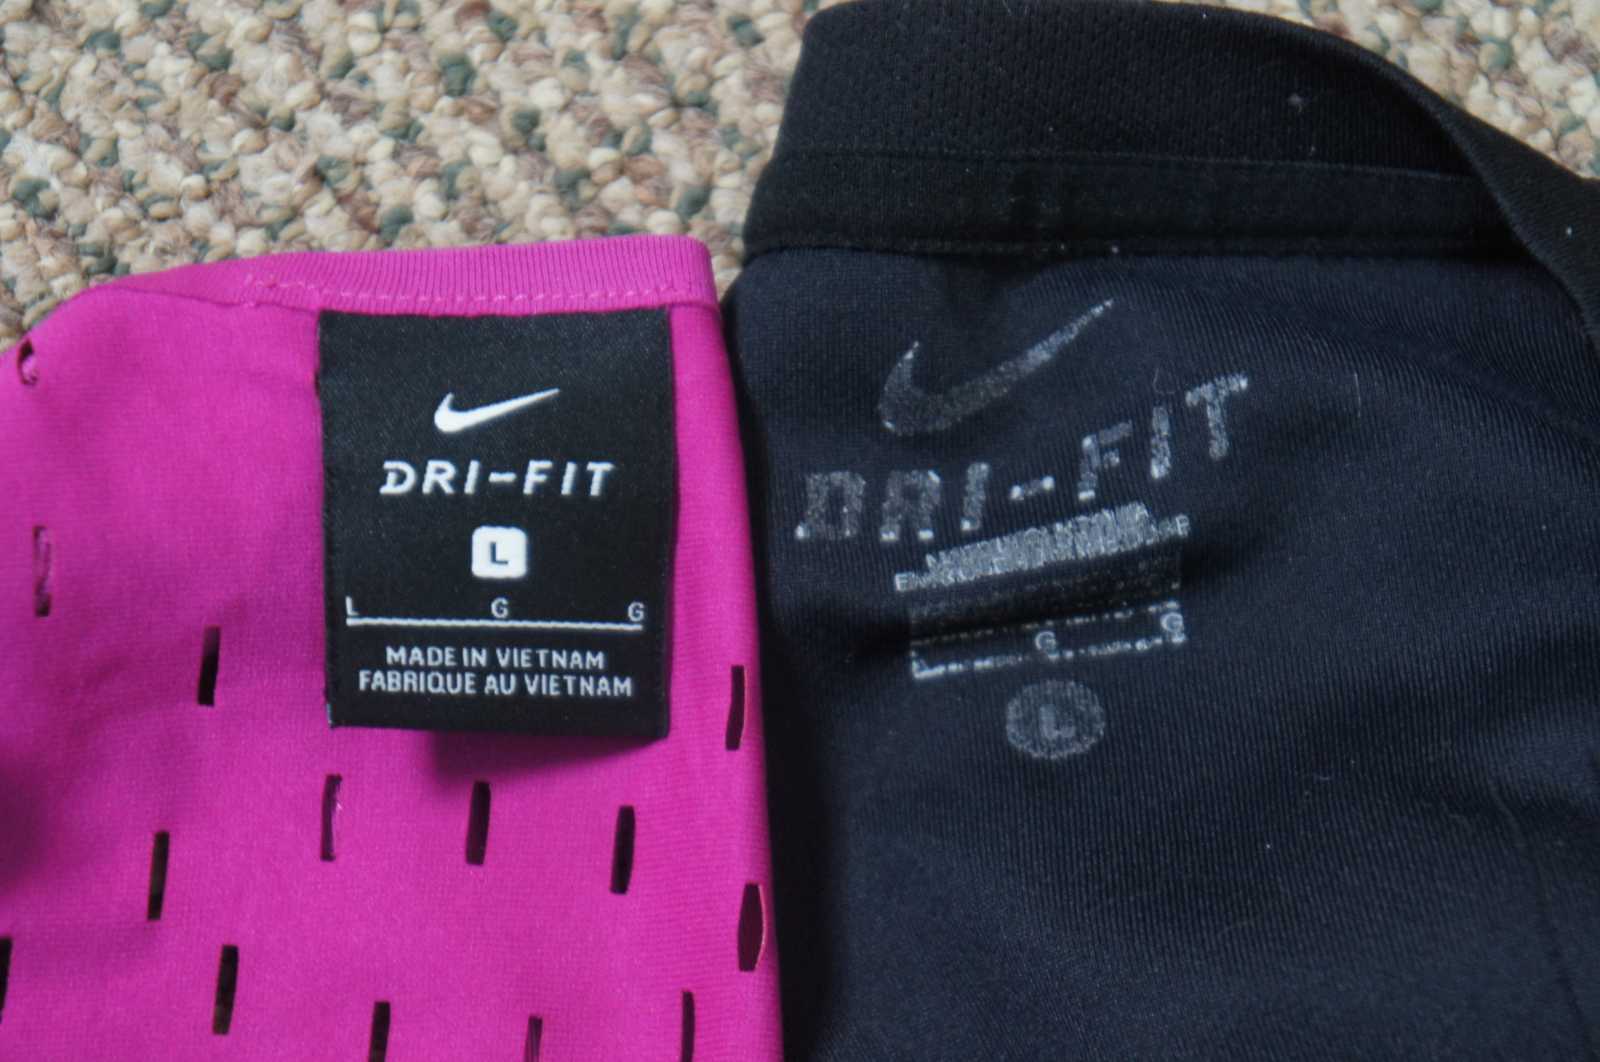 DRI-FIT
L
L G G
MADE IN VIETNAM
FABRIQUE AU VIETNAM
DRI-FIT
L G G
L